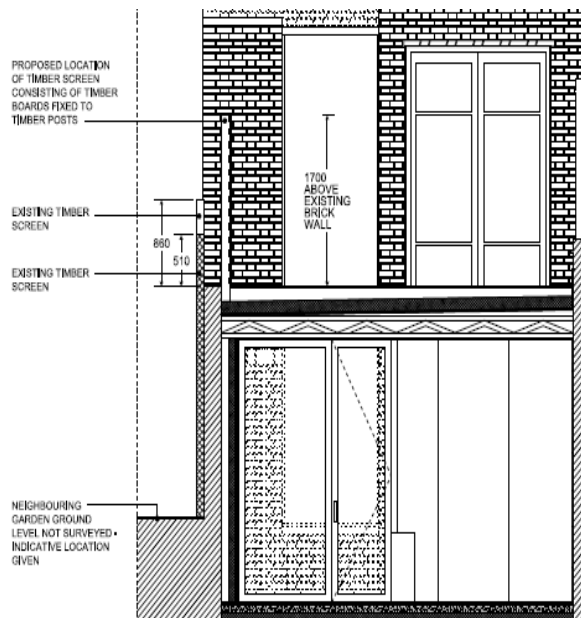 PROPOSED LOCATION
OF TIMBER SCREEN
CONSISTING OF TIMBER
BOARDS FIXED TO
TIMBER POSTS
1700
ABOVE
EXISTING
BRICK
WALL
EXISTING TIMBER
SCREEN
860
510
EXISTING TIMBER
SCREEN
NEIGHBOURING
GARDEN GROUND
LEVEL NOT SURVEYED -
INDICATIVE LOCATION
GIVEN